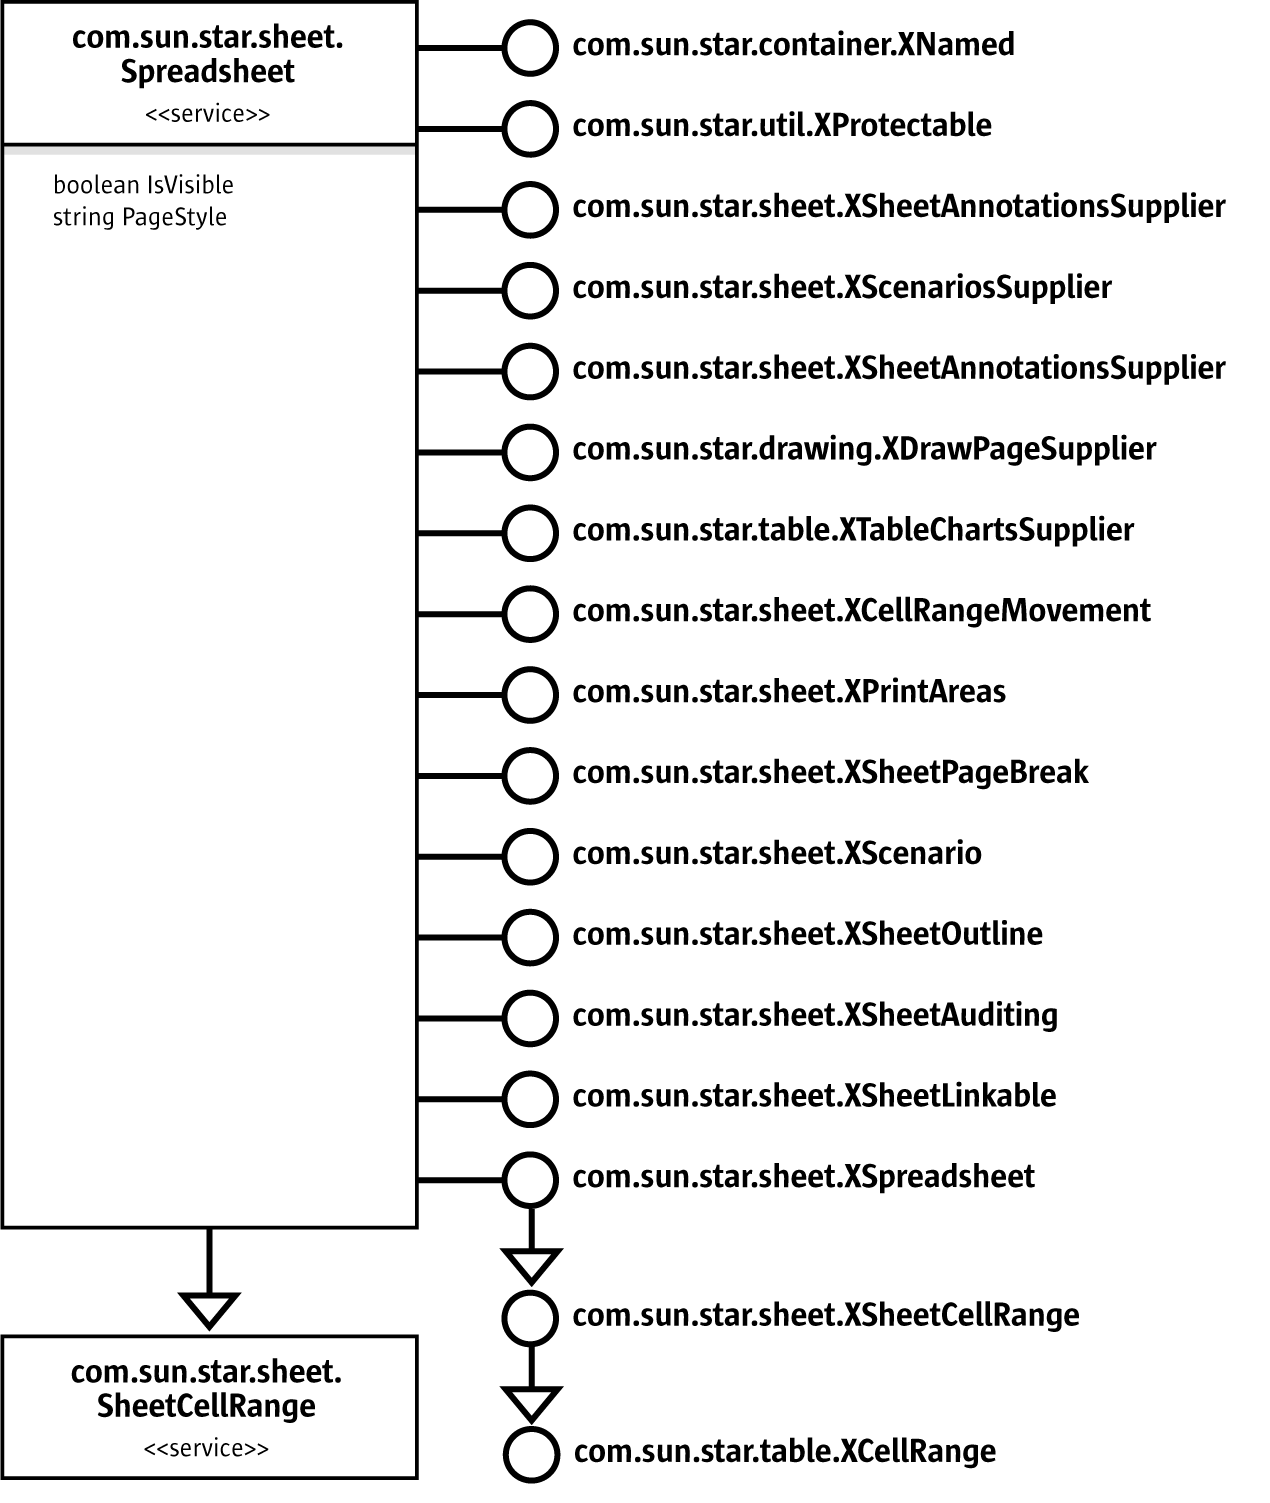 com.sun.star.sheet.
Spreadsheet
<<service>>
boolean IsVisible
string PageStyle
com.sun.star.container.XNamed
com.sun.star.util.XProtectable
com.sun.star.sheet.XSheetAnnotationsSupplier
com.sun.star.sheet.XScenariosSupplier
com.sun.star.sheet.XSheetAnnotationsSupplier
com.sun.star.drawing.XDrawPageSupplier
com.sun.star.table.XTableChartsSupplier
com.sun.star.sheet.XCellRangeMovement
com.sun.star.sheet.XPrintAreas
com.sun.star.sheet.XSheetPageBreak
com.sun.star.sheet.XScenario
com.sun.star.sheet.XSheetOutline
com.sun.star.sheet.XSheetAuditing
com.sun.star.sheet.XSheetLinkable
com.sun.star.sheet.XSpreadsheet
com.sun.star.sheet.XSheetCellRange
com.sun.star.table.XCellRange
com.sun.star.sheet.
SheetCellRange
<<service>>